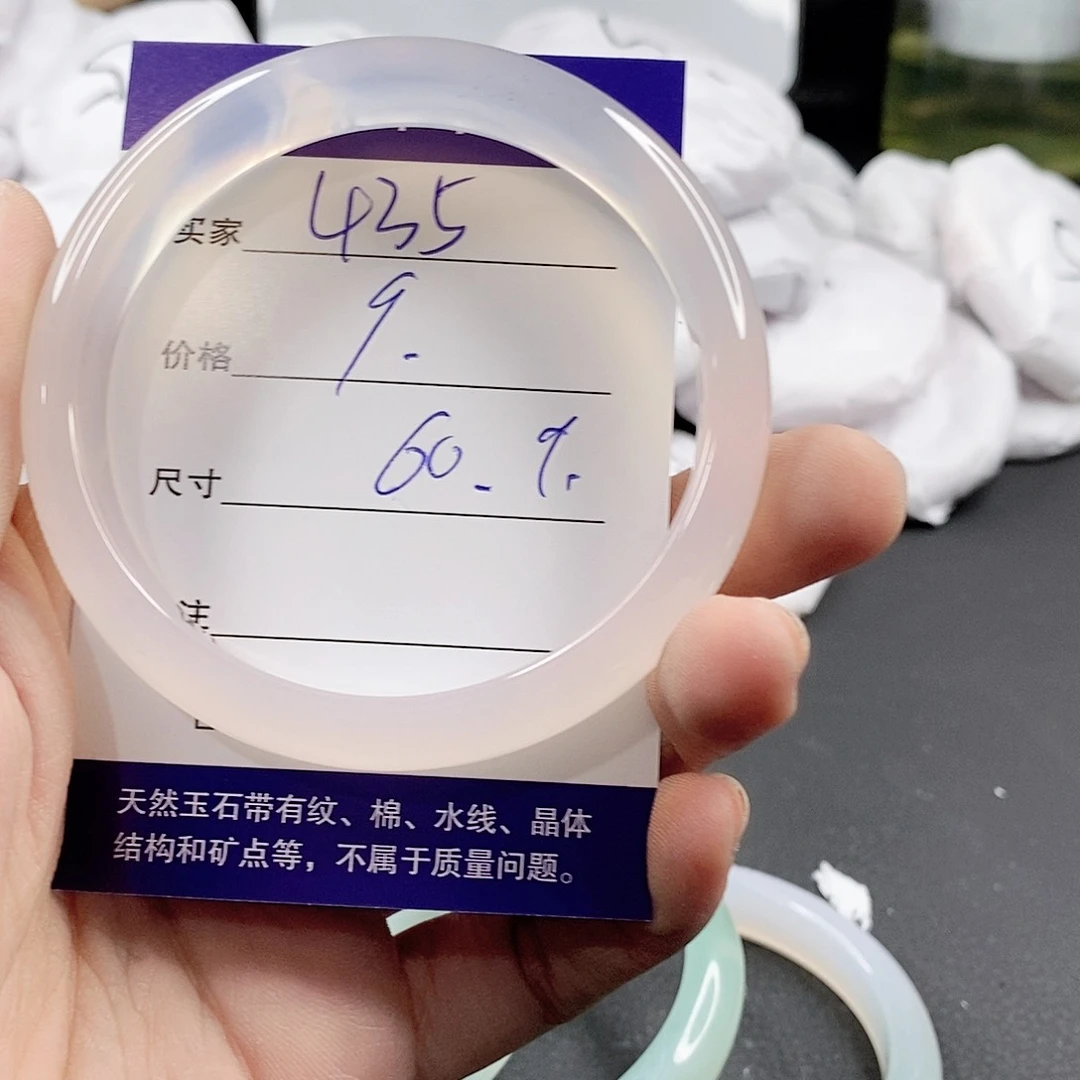 买家 435
价格 9.
尺寸 60. 9.
注
天然玉石带有纹、棉、水线、晶体
结构和矿点等，不属于质量问题。